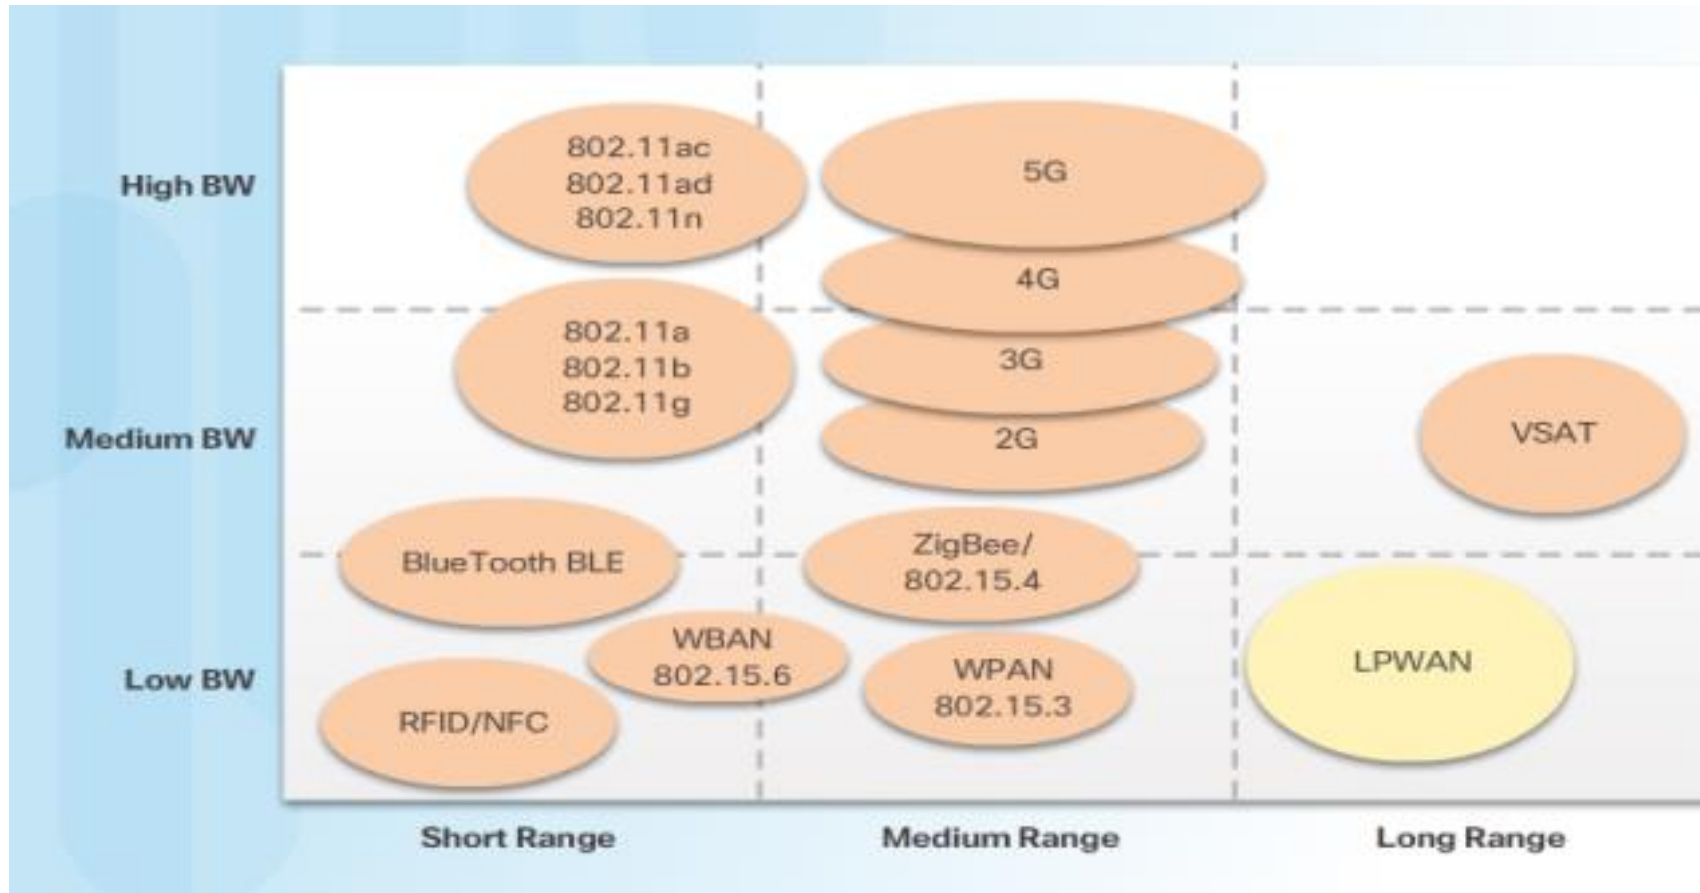 High BW
802.11ac
802.11ad
802.11n
5G
4G
Medium BW
802.11a
802.11b
802.11g
3G
2G
VSAT
BlueTooth BLE
ZigBee/
802.15.4
Low BW
WBAN
802.15.6
RFID/NFC
WPAN
802.15.3
LPWAN
Short Range
Medium Range
Long Range